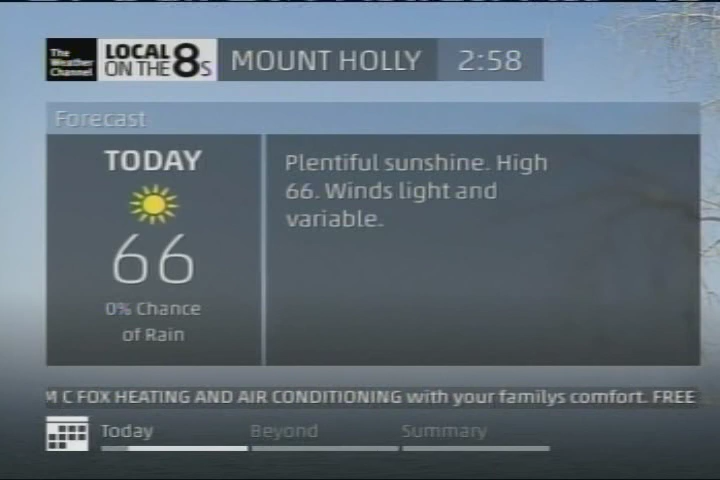 The
Weather
Channel
LOCAL
ON THE 8s
MOUNT HOLLY
2:58
Forecast
TODAY
66
0% Chance
of Rain
Plentiful sunshine. High
66. Winds light and
variable.
M C FOX HEATING AND AIR CONDITIONING with your familys comfort. FREE
Today
Beyond
Summary